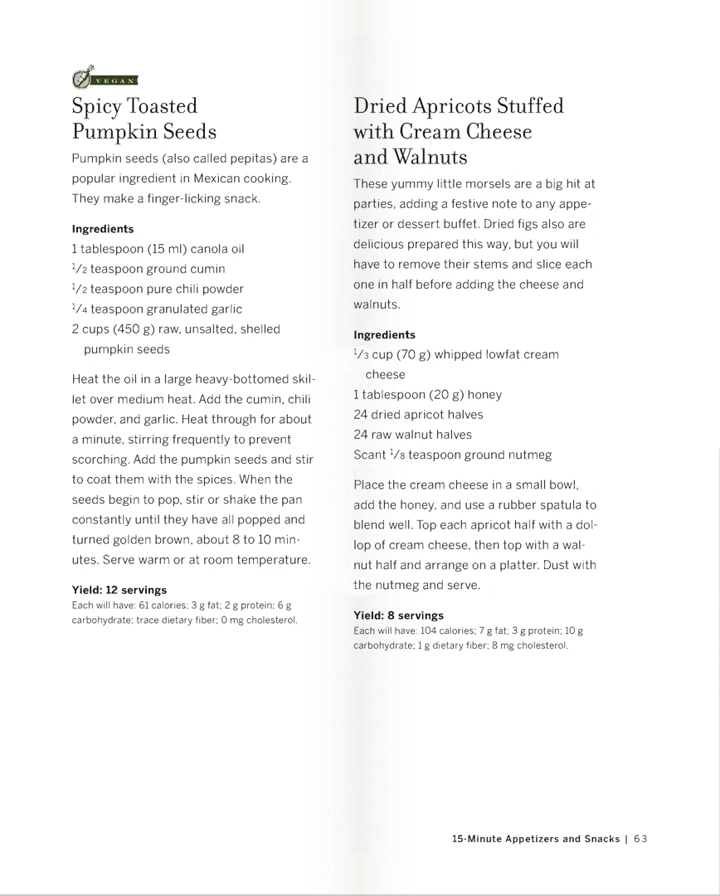 VEGAN
Spicy Toasted
Pumpkin Seeds
Pumpkin seeds (also called pepitas) are a
popular ingredient in Mexican cooking.
They make a finger-licking snack.
Ingredients
1 tablespoon (15 ml) canola oil
1/2 teaspoon ground cumin
1/2 teaspoon pure chili powder
1/4 teaspoon granulated garlic
2 cups (450 g) raw, unsalted, shelled
pumpkin seeds
Heat the oil in a large heavy-bottomed skil-
let over medium heat. Add the cumin, chili
powder, and garlic. Heat through for about
a minute, stirring frequently to prevent
scorching. Add the pumpkin seeds and stir
to coat them with the spices. When the
seeds begin to pop, stir or shake the pan
constantly until they have all popped and
turned golden brown, about 8 to 10 min-
utes. Serve warm or at room temperature.
Yield: 12 servings
Each will have: 61 calories; 3 g fat; 2 g protein; 6 g
carbohydrate; trace dietary fiber; 0 mg cholesterol.
Dried Apricots Stuffed
with Cream Cheese
and Walnuts
These yummy little morsels are a big hit at
parties, adding a festive note to any appe-
tizer or dessert buffet. Dried figs also are
delicious prepared this way, but you will
have to remove their stems and slice each
one in half before adding the cheese and
walnuts.
Ingredients
1/3 cup (70 g) whipped lowfat cream
cheese
1 tablespoon (20 g) honey
24 dried apricot halves
24 raw walnut halves
Scant 1/8 teaspoon ground nutmeg
Place the cream cheese in a small bowl,
add the honey, and use a rubber spatula to
blend well. Top each apricot half with a dol-
lop of cream cheese, then top with a wal-
nut half and arrange on a platter. Dust with
the nutmeg and serve.
Yield: 8 servings
Each will have: 104 calories; 7 g fat; 3 g protein; 10 g
carbohydrate; 1 g dietary fiber; 8 mg cholesterol.
15-Minute Appetizers and Snacks | 63